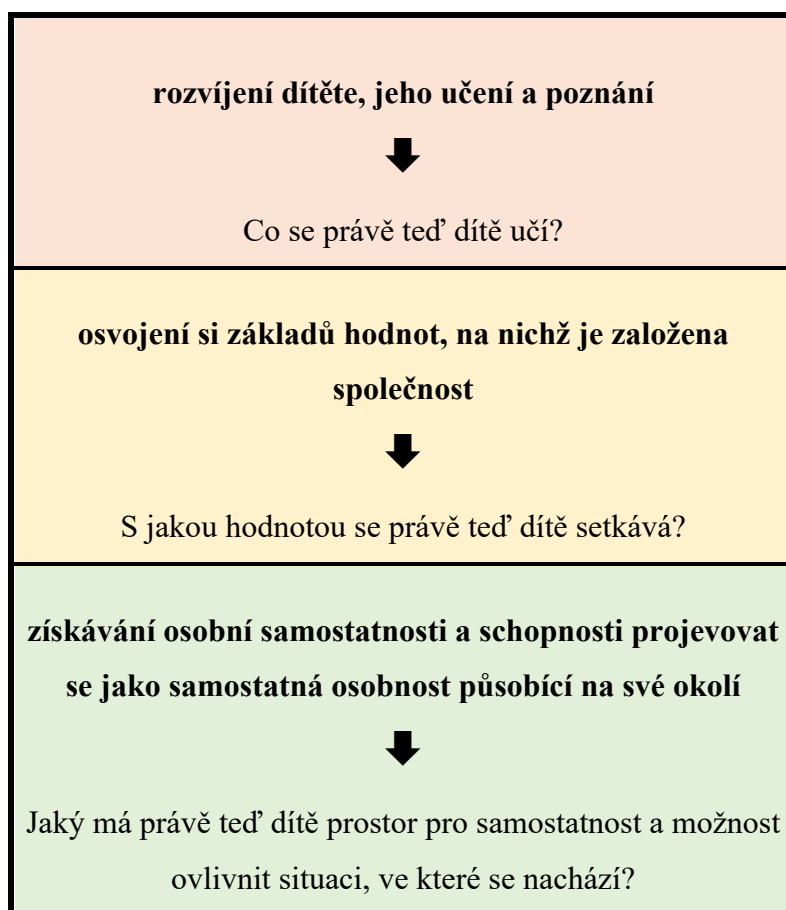 rozvíjení dítěte, jeho učení a poznání
Co se právě teď dítě učí?
osvojení si základů hodnot, na nichž je založena
společnost
S jakou hodnotou se právě teď dítě setkává?
získávání osobní samostatnosti a schopnosti projevovat
se jako samostatná osobnost působící na své okolí
Jaký má právě teď dítě prostor pro samostatnost a možnost
ovlivnit situaci, ve které se nachází?